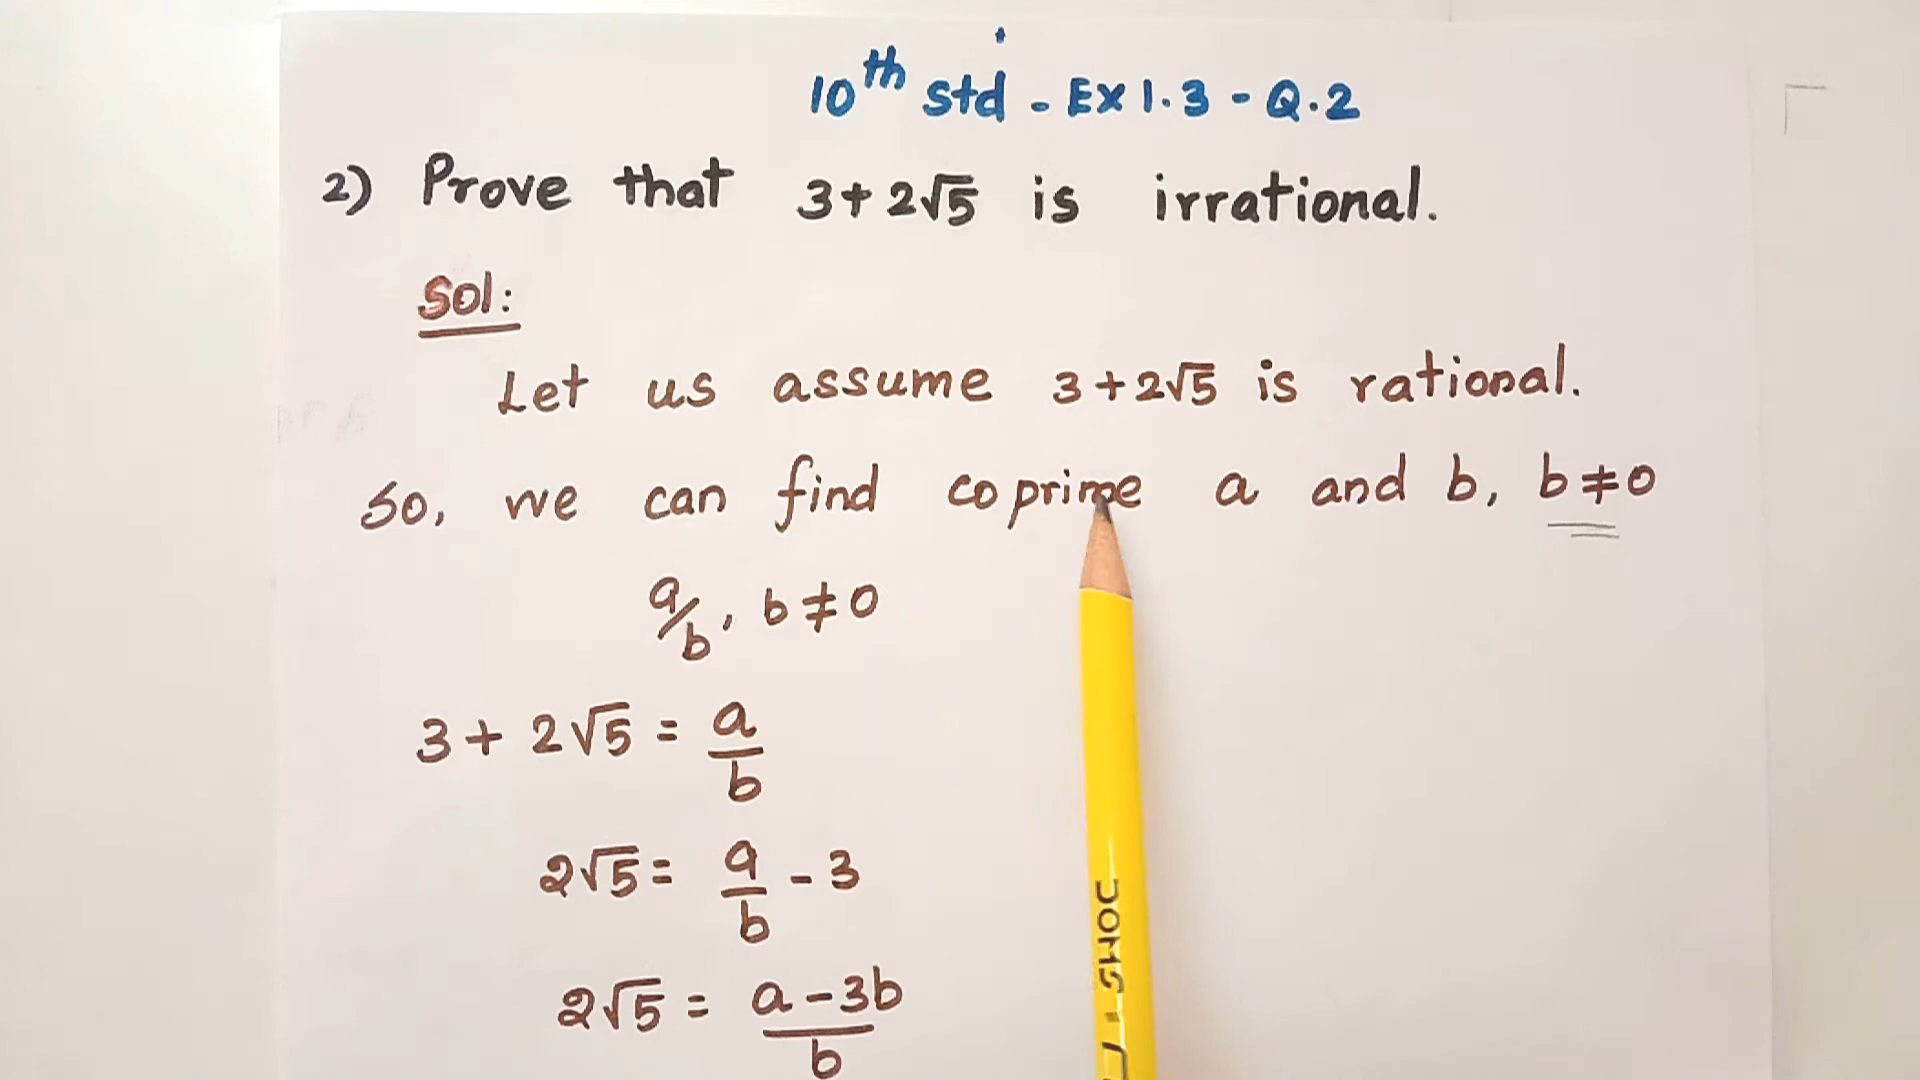 10th std - Ex 1.3 - Q.2
2) Prove that 3+2√5 is irrational.
Sol:
Let us assume 3+2√5 is rational.
So, we can find coprime a and b, b≠0
a/b, b≠0
3+ 2√5 = a/b
2√5 = a/b - 3
2√5 = (a-3b)/b
DOMS